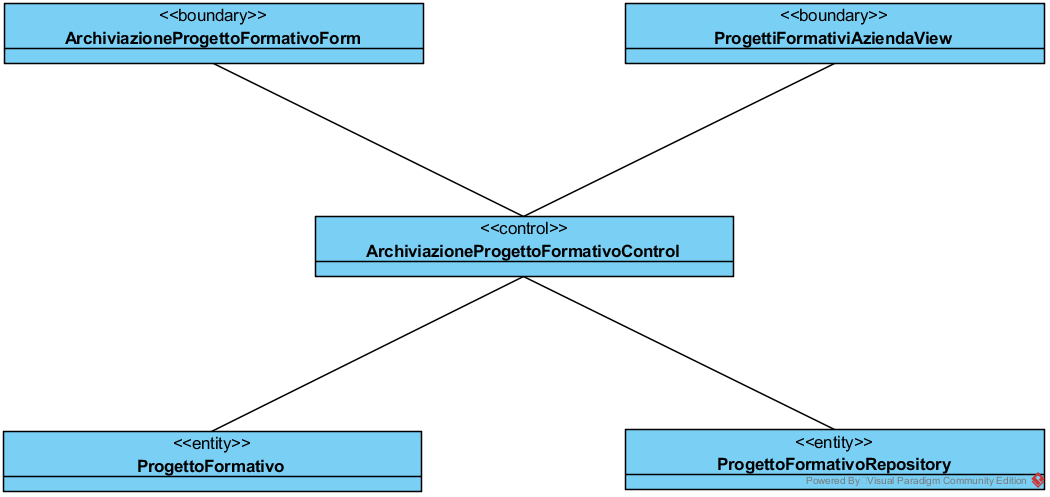 <<boundary>>
ArchiviazioneProgettoFormativoForm
<<boundary>>
ProgettiFormativiAziendaView
<<control>>
ArchiviazioneProgettoFormativoControl
<<entity>>
ProgettoFormativo
<<entity>>
ProgettoFormativoRepository
Powered By Visual Paradigm Community Edition